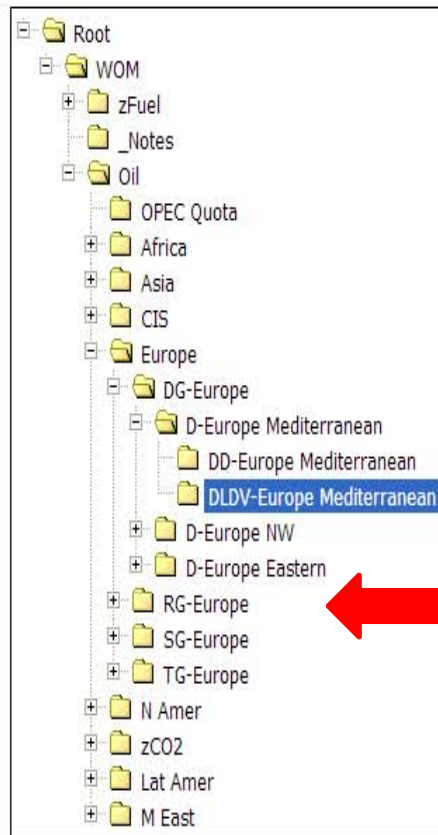 Root
WOM
zFuel
_Notes
Oil
OPEC Quota
Africa
Asia
CIS
Europe
DG-Europe
D-Europe Mediterranean
DD-Europe Mediterranean
DLDV-Europe Mediterranean
D-Europe NW
D-Europe Eastern
RG-Europe
SG-Europe
TG-Europe
N Amer
zCO2
Lat Amer
M East